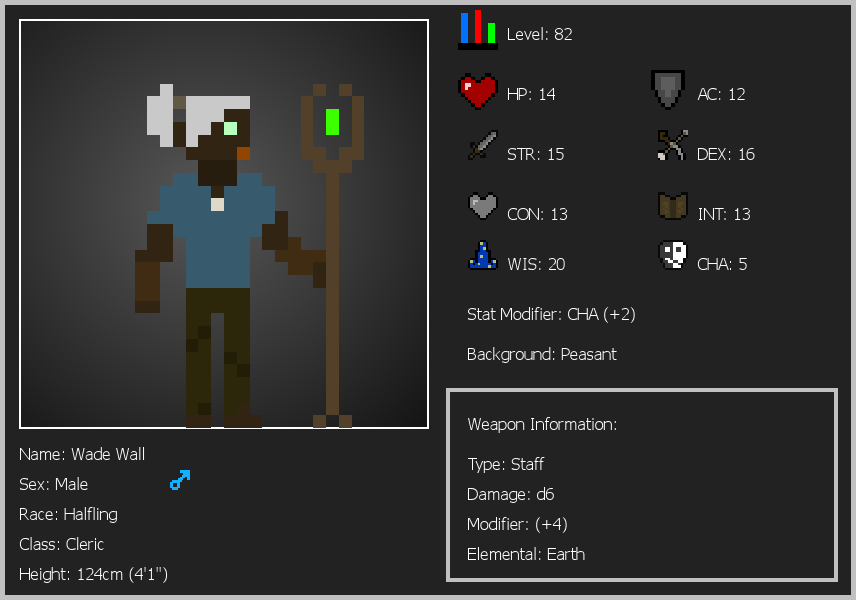 Level: 82
HP: 14
AC: 12
STR: 15
DEX: 16
CON: 13
INT: 13
WIS: 20
CHA: 5
Stat Modifier: CHA (+2)
Background: Peasant
Weapon Information:
Type: Staff
Damage: d6
Modifier: (+4)
Elemental: Earth
Name: Wade Wall
Sex: Male
Race: Halfling
Class: Cleric
Height: 124cm (4'1")